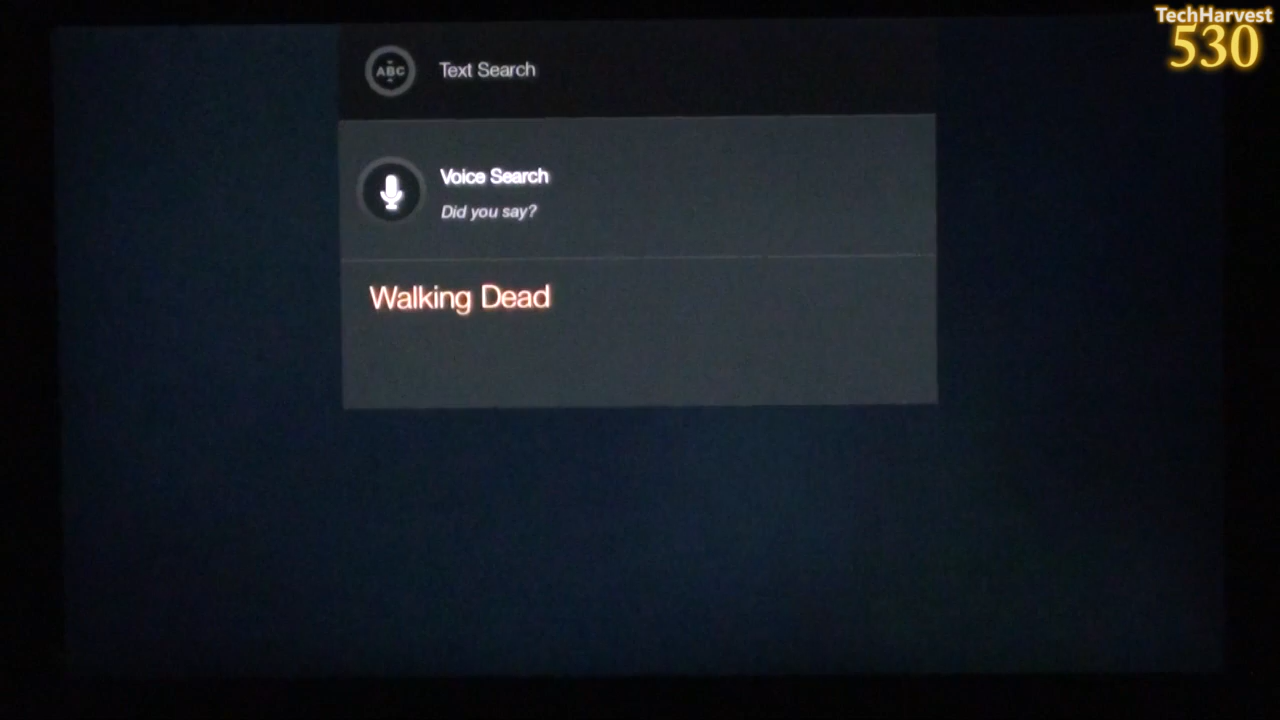 TechHarvest
530
ABC
Text Search
Voice Search
Did you say?
Walking Dead